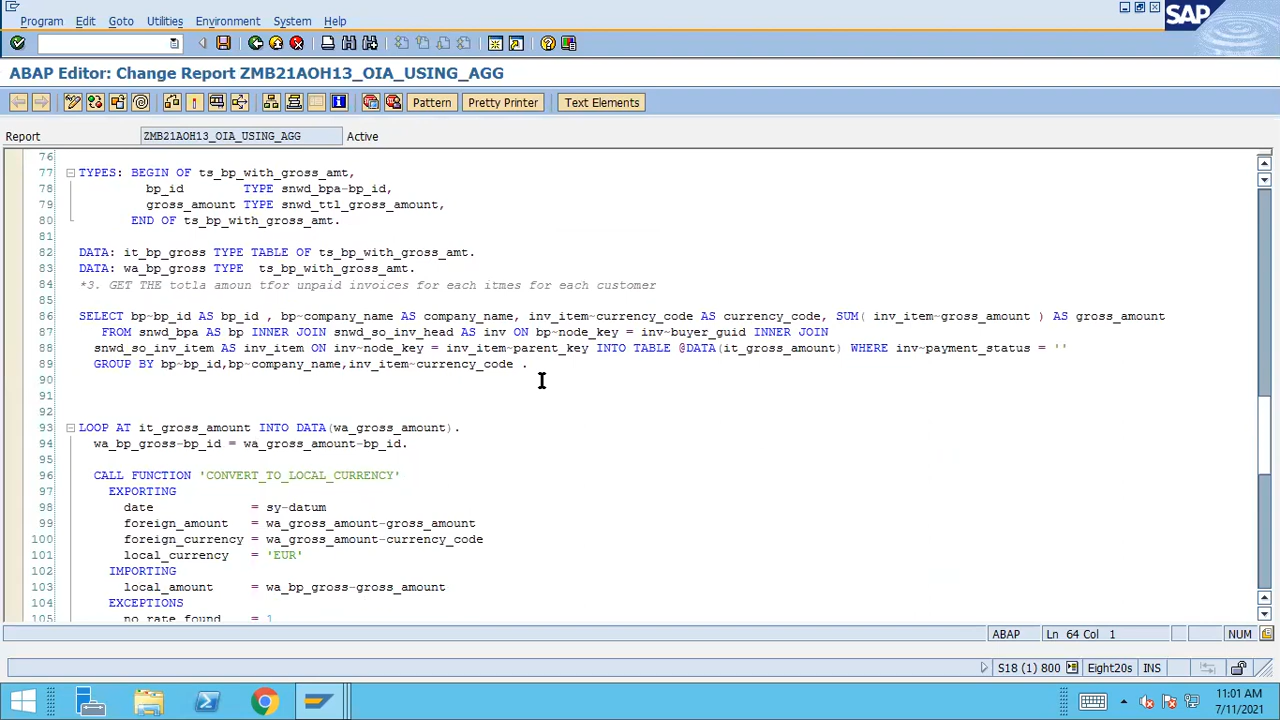 Program Edit Goto Utilities Environment System Help
SAP
ABAP Editor: Change Report ZMB21AOH13_OIA_USING_AGG
Pattern Pretty Printer Text Elements
Report ZMB21AOH13_OIA_USING_AGG Active
76
77 TYPES: BEGIN OF ts_bp_with_gross_amt,
78 bp_id TYPE snwd_bpa-bp_id,
79 gross_amount TYPE snwd_ttl_gross_amount,
80 END OF ts_bp_with_gross_amt.
81
82 DATA: it_bp_gross TYPE TABLE OF ts_bp_with_gross_amt.
83 DATA: wa_bp_gross TYPE ts_bp_with_gross_amt.
84 *3. GET THE totla amoun tfor unpaid invoices for each itmes for each customer
85
86 SELECT bp~bp_id AS bp_id , bp~company_name AS company_name, inv_item~currency_code AS currency_code, SUM( inv_item~gross_amount ) AS gross_amount
87 FROM snwd_bpa AS bp INNER JOIN snwd_so_inv_head AS inv ON bp~node_key = inv~buyer_guid INNER JOIN
88 snwd_so_inv_item AS inv_item ON inv~node_key = inv_item~parent_key INTO TABLE @DATA(it_gross_amount) WHERE inv~payment_status = ''
89 GROUP BY bp~bp_id,bp~company_name,inv_item~currency_code .
90
91
92
93 LOOP AT it_gross_amount INTO DATA(wa_gross_amount).
94 wa_bp_gross-bp_id = wa_gross_amount-bp_id.
95
96 CALL FUNCTION 'CONVERT_TO_LOCAL_CURRENCY'
97 EXPORTING
98 date = sy-datum
99 foreign_amount = wa_gross_amount-gross_amount
100 foreign_currency = wa_gross_amount-currency_code
101 local_currency = 'EUR'
102 IMPORTING
103 local_amount = wa_bp_gross-gross_amount
104 EXCEPTIONS
105 no_rate_found = 1
ABAP Ln 64 Col 1 NUM
S18 (1) 800 Eight20s INS
11:01 AM
7/11/2021